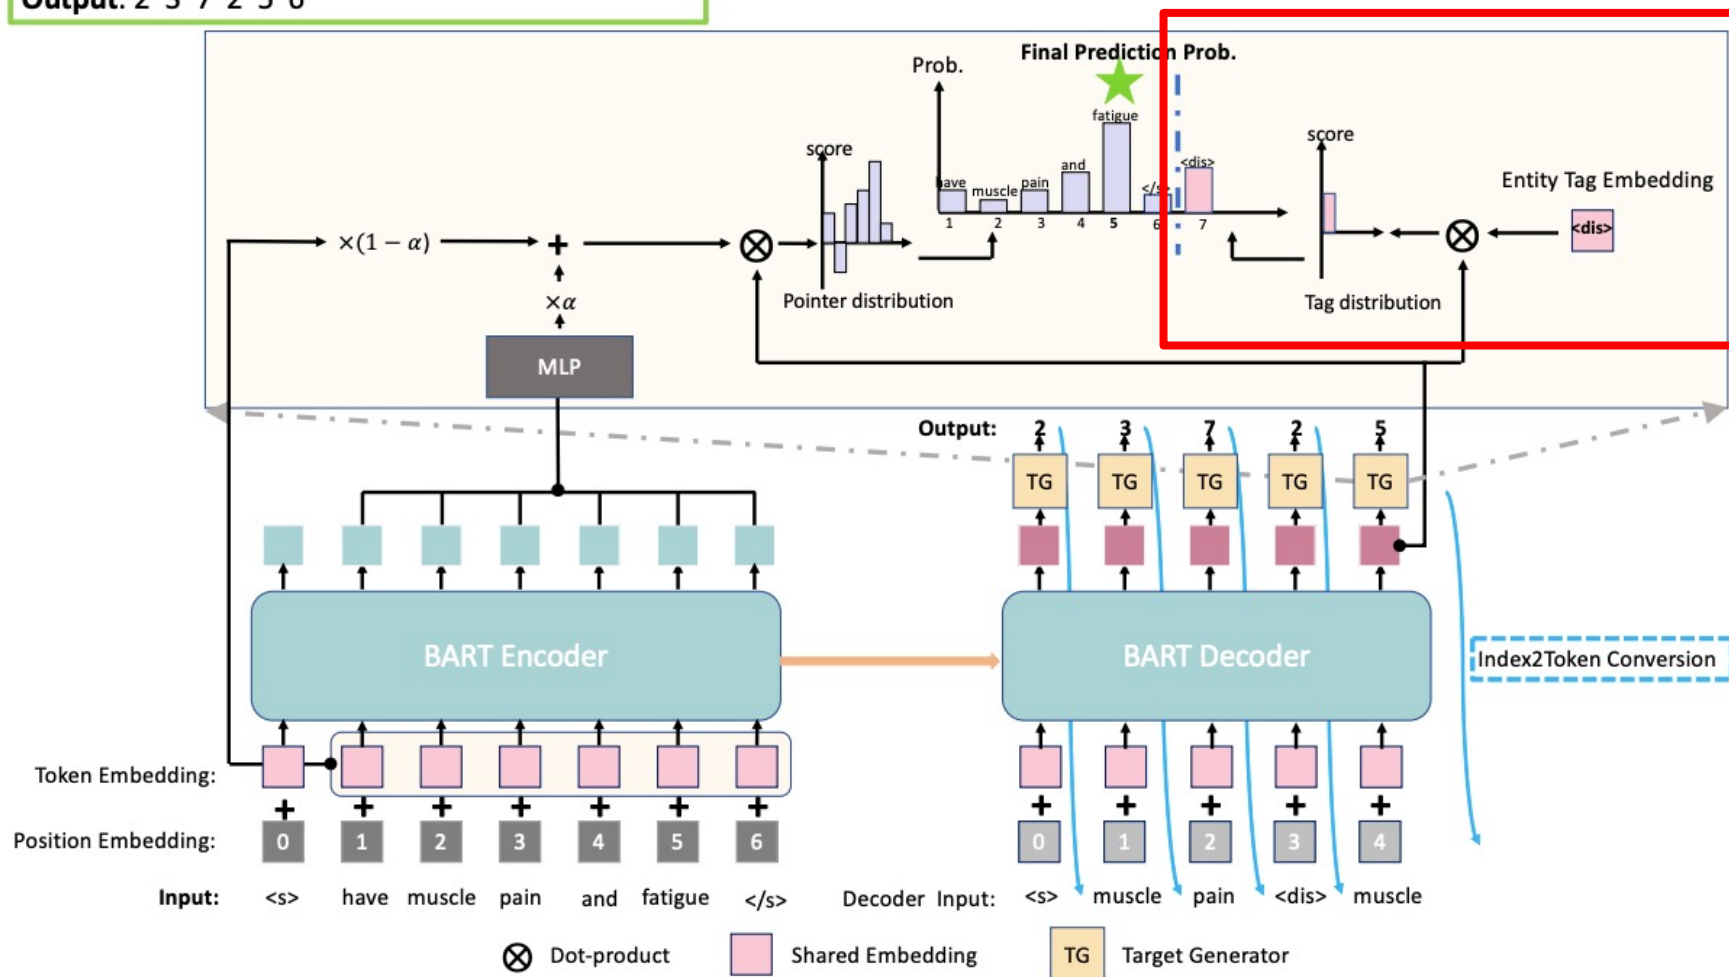 Output: 2 3 7 2 5 6
Final Prediction Prob.
Prob.
fatigue
and
have
muscle
pain
</s>
<dis>
1 2 3 4 5 6 7
score
Pointer distribution
score
Tag distribution
Entity Tag Embedding
<dis>
×(1 − α)
+
×α
MLP
Output: 2 3 7 2 5
TG TG TG TG TG
BART Encoder
BART Decoder
Index2Token Conversion
Token Embedding:
+ + + + + + + + + + + +
Position Embedding: 0 1 2 3 4 5 6 0 1 2 3 4
Input: <s> have muscle pain and fatigue </s>
Decoder Input: <s> muscle pain <dis> muscle
Dot-product
Shared Embedding
TG Target Generator